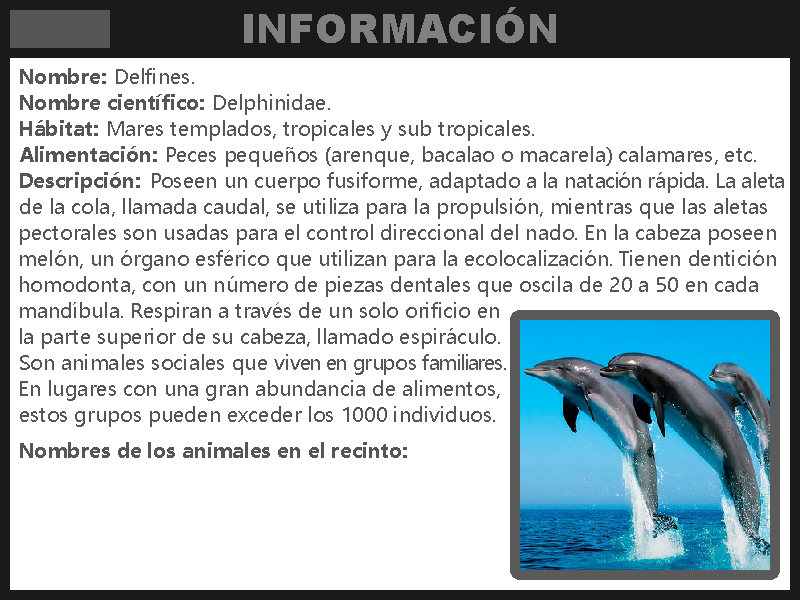 INFORMACIÓN
Nombre: Delfines.
Nombre científico: Delphinidae.
Hábitat: Mares templados, tropicales y sub tropicales.
Alimentación: Peces pequeños (arenque, bacalao o macarela) calamares, etc.
Descripción: Poseen un cuerpo fusiforme, adaptado a la natación rápida. La aleta
de la cola, llamada caudal, se utiliza para la propulsión, mientras que las aletas
pectorales son usadas para el control direccional del nado. En la cabeza poseen
melón, un órgano esférico que utilizan para la ecolocalización. Tienen dentición
homodonta, con un número de piezas dentales que oscila de 20 a 50 en cada
mandíbula. Respiran a través de un solo orificio en
la parte superior de su cabeza, llamado espiráculo.
Son animales sociales que viven en grupos familiares.
En lugares con una gran abundancia de alimentos,
estos grupos pueden exceder los 1000 individuos.
Nombres de los animales en el recinto: